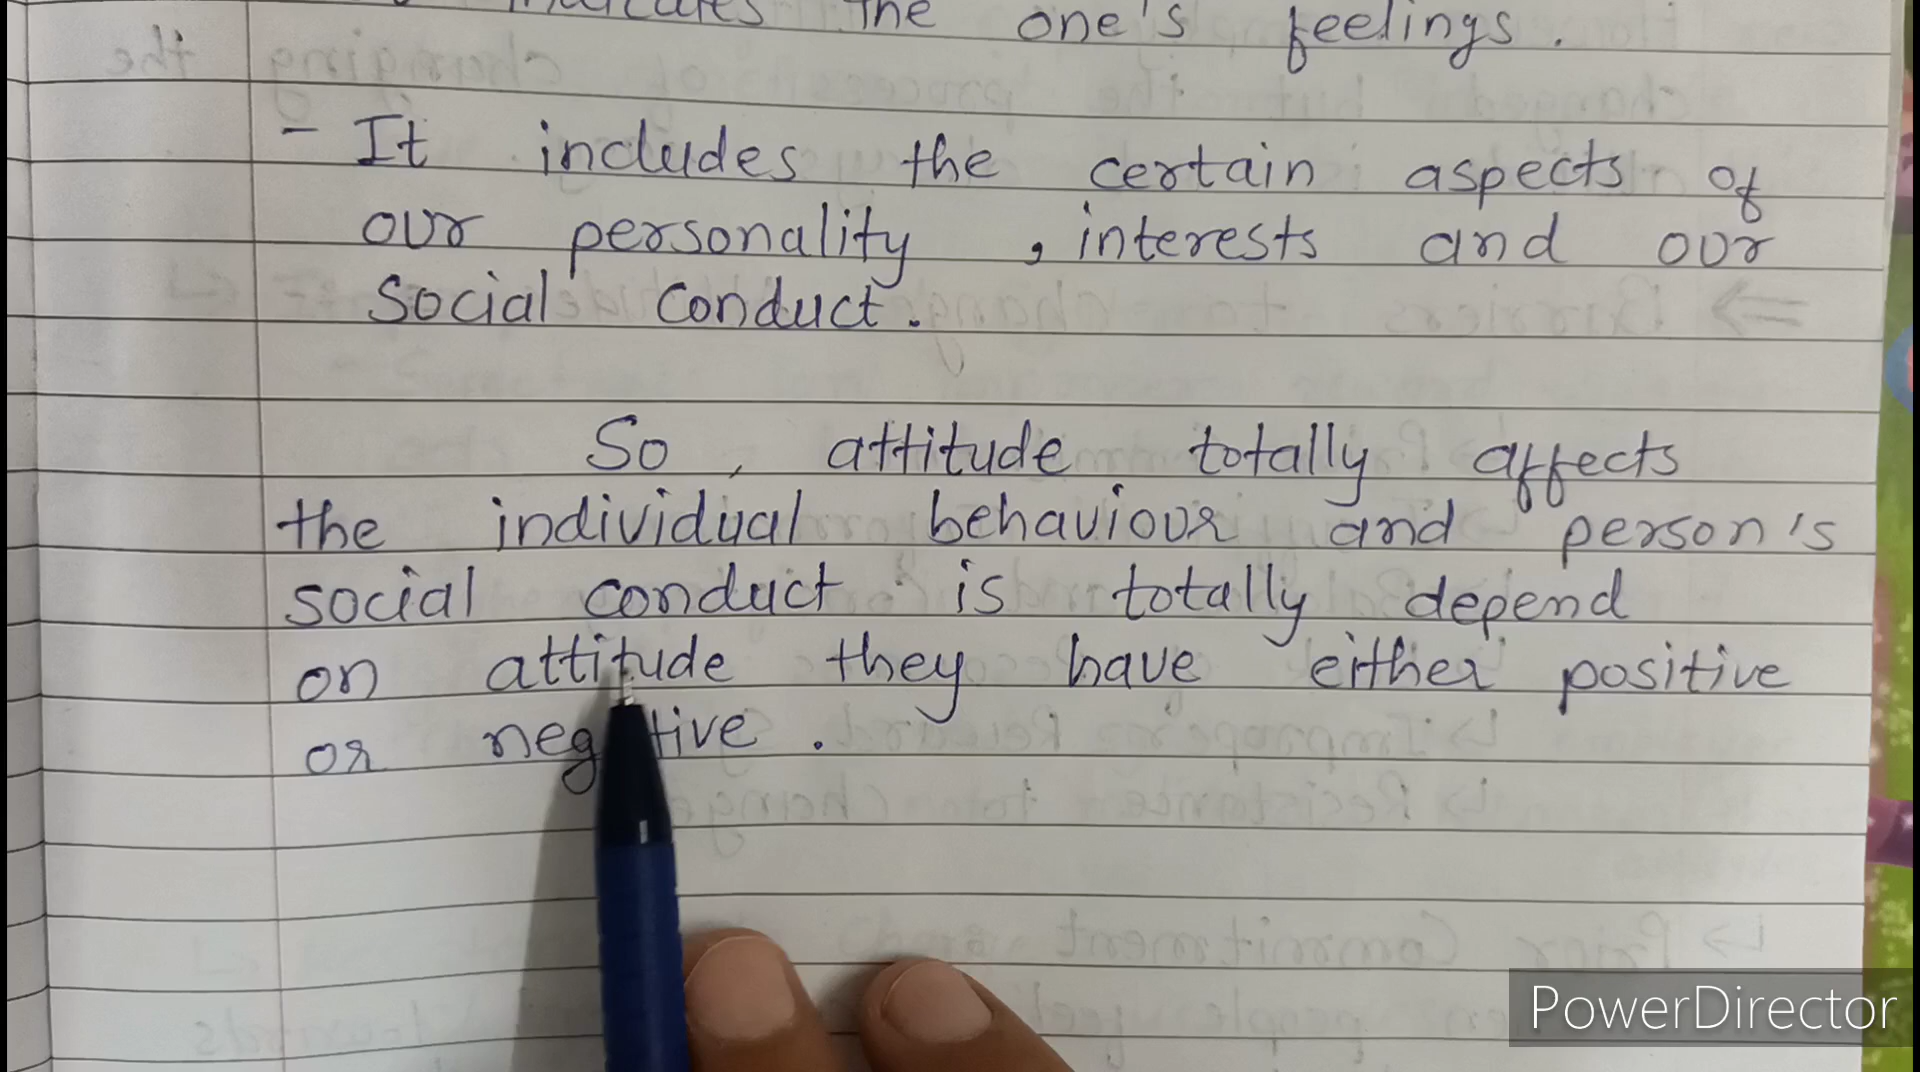 indicates the one's feelings.
- It includes the certain aspects of
our personality , interests and our
social conduct.
So, attitude totally affects
the individual behaviour and person's
social conduct is totally depend
on attitude they have either positive
or negative.
PowerDirector